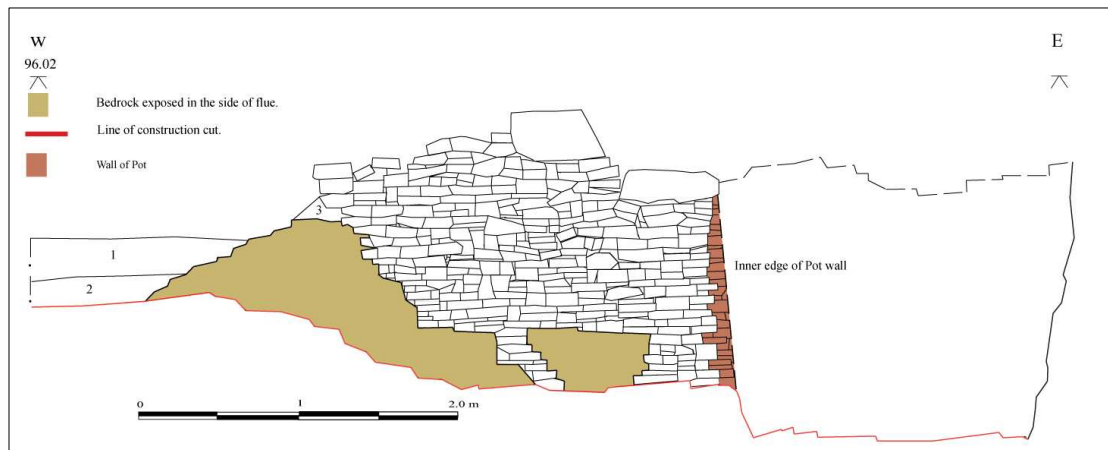 W
E
96.02
Bedrock exposed in the side of flue.
Line of construction cut.
Wall of Pot
3
1
2
Inner edge of Pot wall
0
1
2.0 m